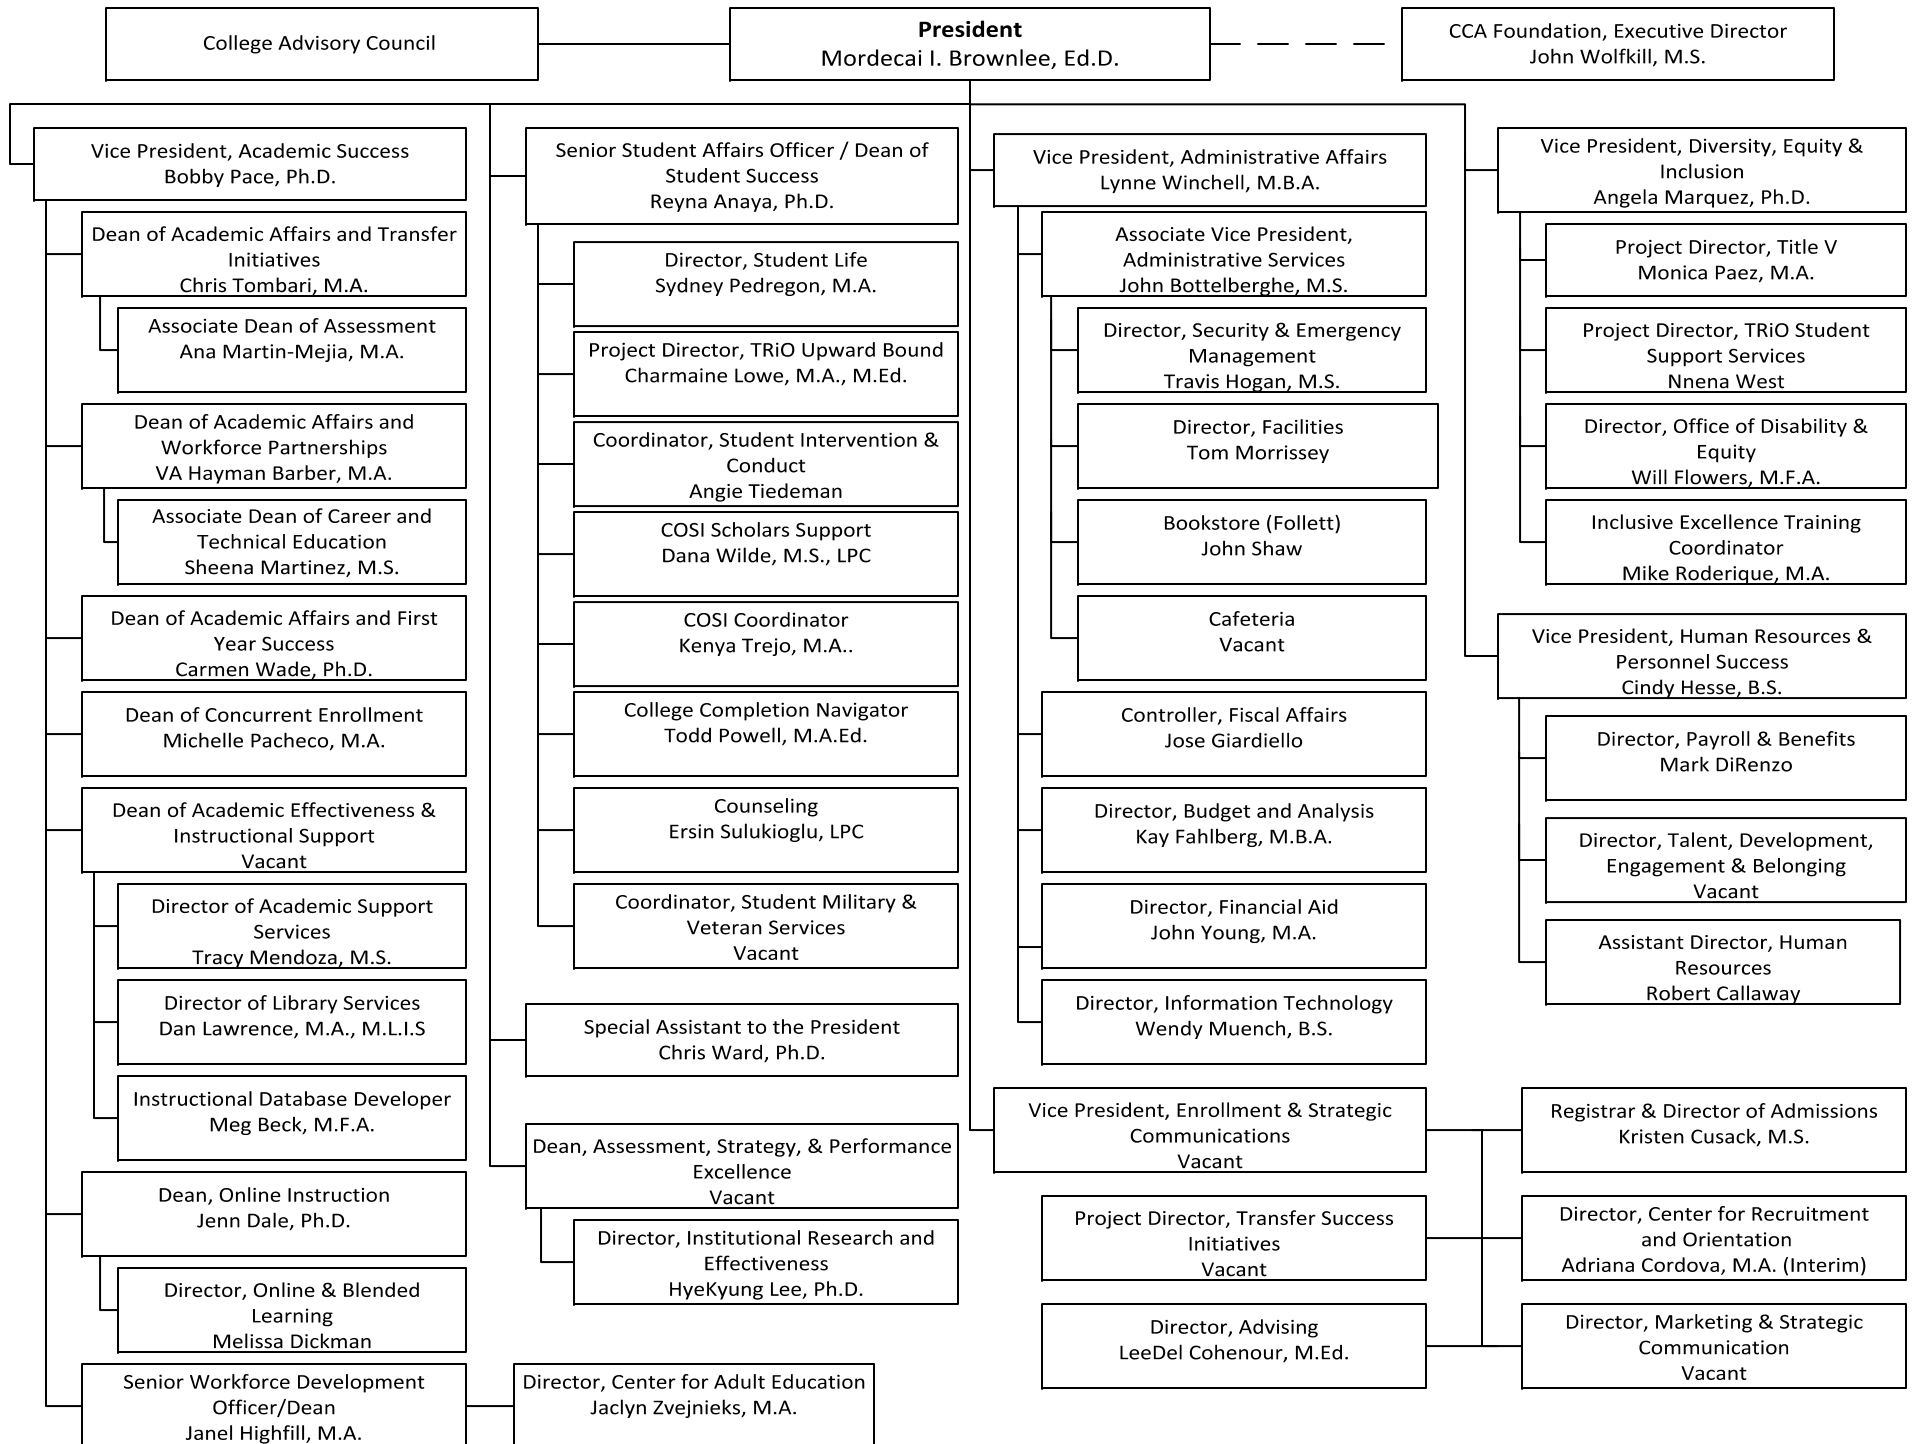 College Advisory Council
President
Mordecai I. Brownlee, Ed.D.
CCA Foundation, Executive Director
John Wolfkill, M.S.
Vice President, Academic Success
Bobby Pace, Ph.D.
Dean of Academic Affairs and Transfer
Initiatives
Chris Tombari, M.A.
Associate Dean of Assessment
Ana Martin-Mejia, M.A.
Dean of Academic Affairs and
Workforce Partnerships
VA Hayman Barber, M.A.
Associate Dean of Career and
Technical Education
Sheena Martinez, M.S.
Dean of Academic Affairs and First
Year Success
Carmen Wade, Ph.D.
Dean of Concurrent Enrollment
Michelle Pacheco, M.A.
Dean of Academic Effectiveness &
Instructional Support
Vacant
Director of Academic Support
Services
Tracy Mendoza, M.S.
Director of Library Services
Dan Lawrence, M.A., M.L.I.S
Instructional Database Developer
Meg Beck, M.F.A.
Dean, Online Instruction
Jenn Dale, Ph.D.
Director, Online & Blended
Learning
Melissa Dickman
Senior Workforce Development
Officer/Dean
Janel Highfill, M.A.
Director, Center for Adult Education
Jaclyn Zvejnieks, M.A.
Senior Student Affairs Officer / Dean of
Student Success
Reyna Anaya, Ph.D.
Director, Student Life
Sydney Pedregon, M.A.
Project Director, TRiO Upward Bound
Charmaine Lowe, M.A., M.Ed.
Coordinator, Student Intervention &
Conduct
Angie Tiedeman
COSI Scholars Support
Dana Wilde, M.S., LPC
COSI Coordinator
Kenya Trejo, M.A..
College Completion Navigator
Todd Powell, M.A.Ed.
Counseling
Ersin Sulukioglu, LPC
Coordinator, Student Military &
Veteran Services
Vacant
Special Assistant to the President
Chris Ward, Ph.D.
Dean, Assessment, Strategy, & Performance
Excellence
Vacant
Director, Institutional Research and
Effectiveness
HyeKyung Lee, Ph.D.
Vice President, Administrative Affairs
Lynne Winchell, M.B.A.
Associate Vice President,
Administrative Services
John Bottelberghe, M.S.
Director, Security & Emergency
Management
Travis Hogan, M.S.
Director, Facilities
Tom Morrissey
Bookstore (Follett)
John Shaw
Cafeteria
Vacant
Controller, Fiscal Affairs
Jose Giardiello
Director, Budget and Analysis
Kay Fahlberg, M.B.A.
Director, Financial Aid
John Young, M.A.
Director, Information Technology
Wendy Muench, B.S.
Vice President, Enrollment & Strategic
Communications
Vacant
Project Director, Transfer Success
Initiatives
Vacant
Director, Advising
LeeDel Cohenour, M.Ed.
Vice President, Diversity, Equity &
Inclusion
Angela Marquez, Ph.D.
Project Director, Title V
Monica Paez, M.A.
Project Director, TRiO Student
Support Services
Nnena West
Director, Office of Disability &
Equity
Will Flowers, M.F.A.
Inclusive Excellence Training
Coordinator
Mike Roderique, M.A.
Vice President, Human Resources &
Personnel Success
Cindy Hesse, B.S.
Director, Payroll & Benefits
Mark DiRenzo
Director, Talent, Development,
Engagement & Belonging
Vacant
Assistant Director, Human
Resources
Robert Callaway
Registrar & Director of Admissions
Kristen Cusack, M.S.
Director, Center for Recruitment
and Orientation
Adriana Cordova, M.A. (Interim)
Director, Marketing & Strategic
Communication
Vacant